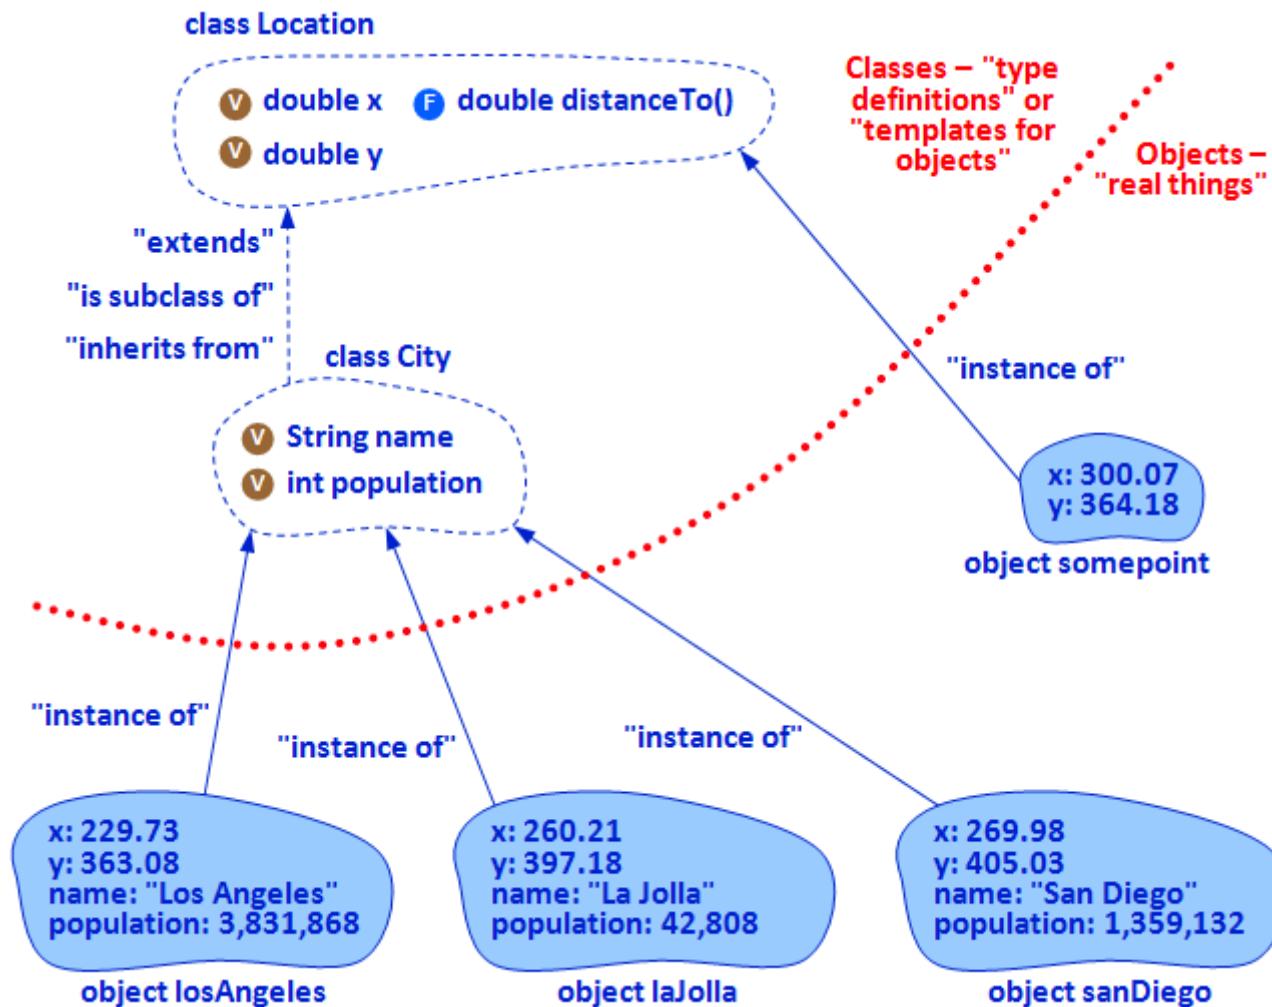 class Location
V double x F double distanceTo()
V double y
Classes – "type
definitions" or
"templates for
objects"
Objects –
"real things"
"extends"
"is subclass of"
"inherits from"
class City
V String name
V int population
"instance of"
x: 300.07
y: 364.18
object somepoint
"instance of"
"instance of"
"instance of"
x: 229.73
y: 363.08
name: "Los Angeles"
population: 3,831,868
object losAngeles
x: 260.21
y: 397.18
name: "La Jolla"
population: 42,808
object laJolla
x: 269.98
y: 405.03
name: "San Diego"
population: 1,359,132
object sanDiego